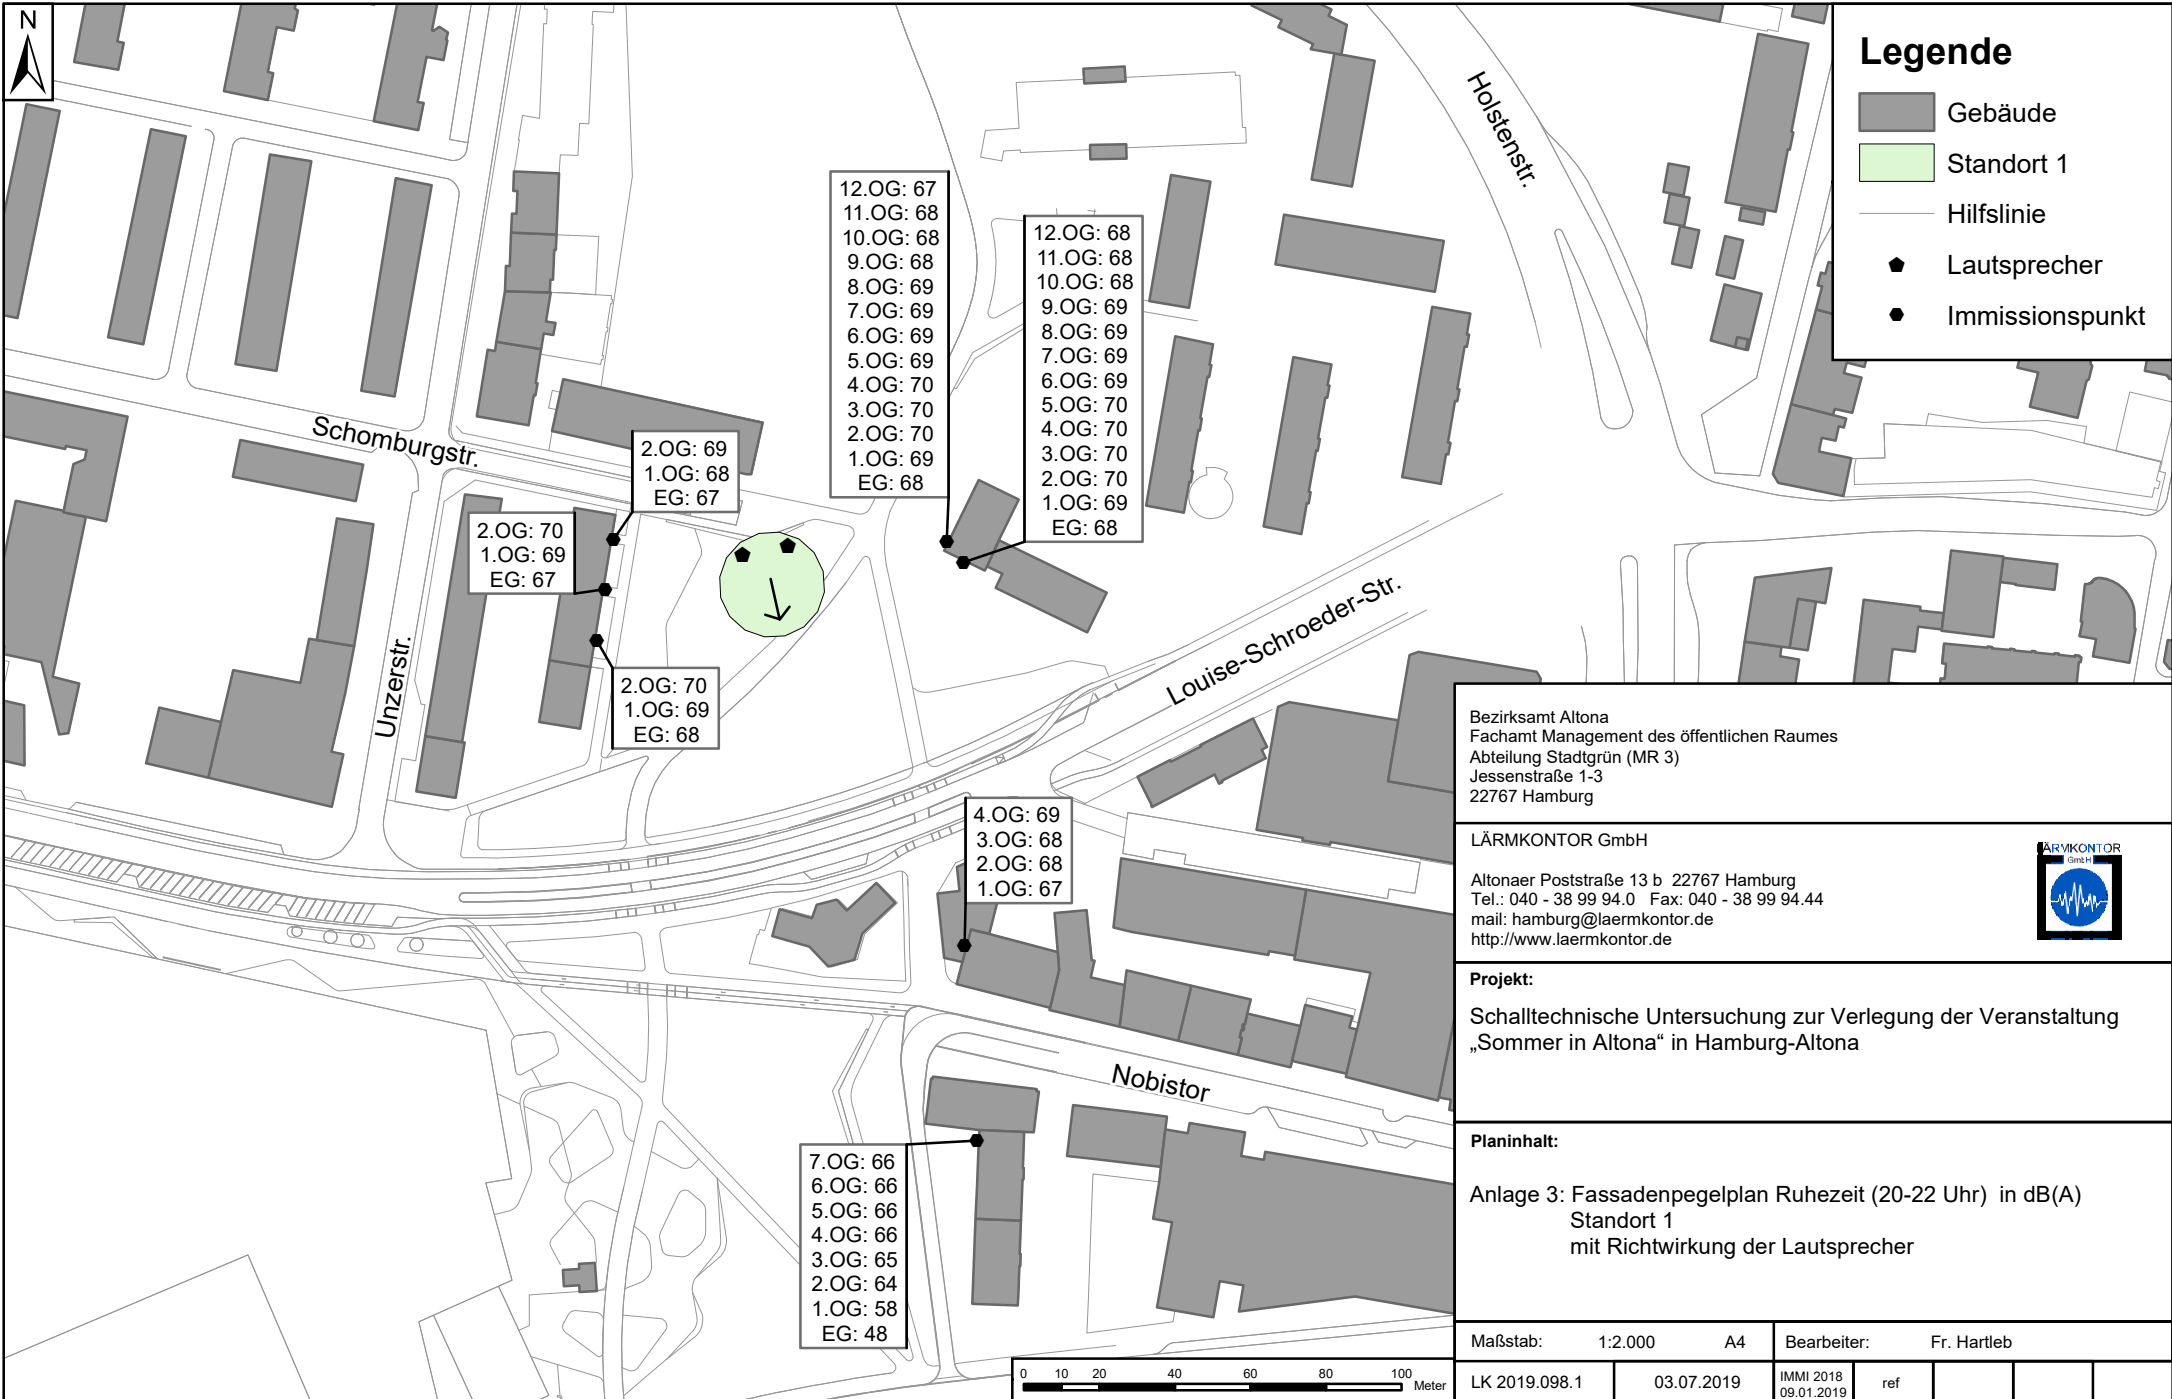 N
Legende
Gebäude
Standort 1
Hilfslinie
Lautsprecher
Immissionspunkt
Holstenstr.
12.OG: 67
11.OG: 68
10.OG: 68
9.OG: 68
8.OG: 69
7.OG: 69
6.OG: 69
5.OG: 69
4.OG: 70
3.OG: 70
2.OG: 70
1.OG: 69
EG: 68
12.OG: 68
11.OG: 68
10.OG: 68
9.OG: 69
8.OG: 69
7.OG: 69
6.OG: 69
5.OG: 70
4.OG: 70
3.OG: 70
2.OG: 70
1.OG: 69
EG: 68
Schomburgstr.
2.OG: 69
1.OG: 68
EG: 67
2.OG: 70
1.OG: 69
EG: 67
2.OG: 70
1.OG: 69
EG: 68
Unzerstr.
Louise-Schroeder-Str.
4.OG: 69
3.OG: 68
2.OG: 68
1.OG: 67
Nobistor
7.OG: 66
6.OG: 66
5.OG: 66
4.OG: 66
3.OG: 65
2.OG: 64
1.OG: 58
EG: 48
0 10 20 40 60 80 100
Meter
Bezirksamt Altona
Fachamt Management des öffentlichen Raumes
Abteilung Stadtgrün (MR 3)
Jessenstraße 1-3
22767 Hamburg
LÄRMKONTOR GmbH
Altonaer Poststraße 13 b 22767 Hamburg
Tel.: 040 - 38 99 94.0 Fax: 040 - 38 99 94.44
mail: hamburg@laermkontor.de
http://www.laermkontor.de
LÄRMKONTOR
GmbH
Projekt:
Schalltechnische Untersuchung zur Verlegung der Veranstaltung
„Sommer in Altona“ in Hamburg-Altona
Planinhalt:
Anlage 3: Fassadenpegelplan Ruhezeit (20-22 Uhr) in dB(A)
Standort 1
mit Richtwirkung der Lautsprecher
Maßstab: 1:2.000 A4
Bearbeiter: Fr. Hartleb
LK 2019.098.1
03.07.2019
IMMI 2018
09.01.2019
ref